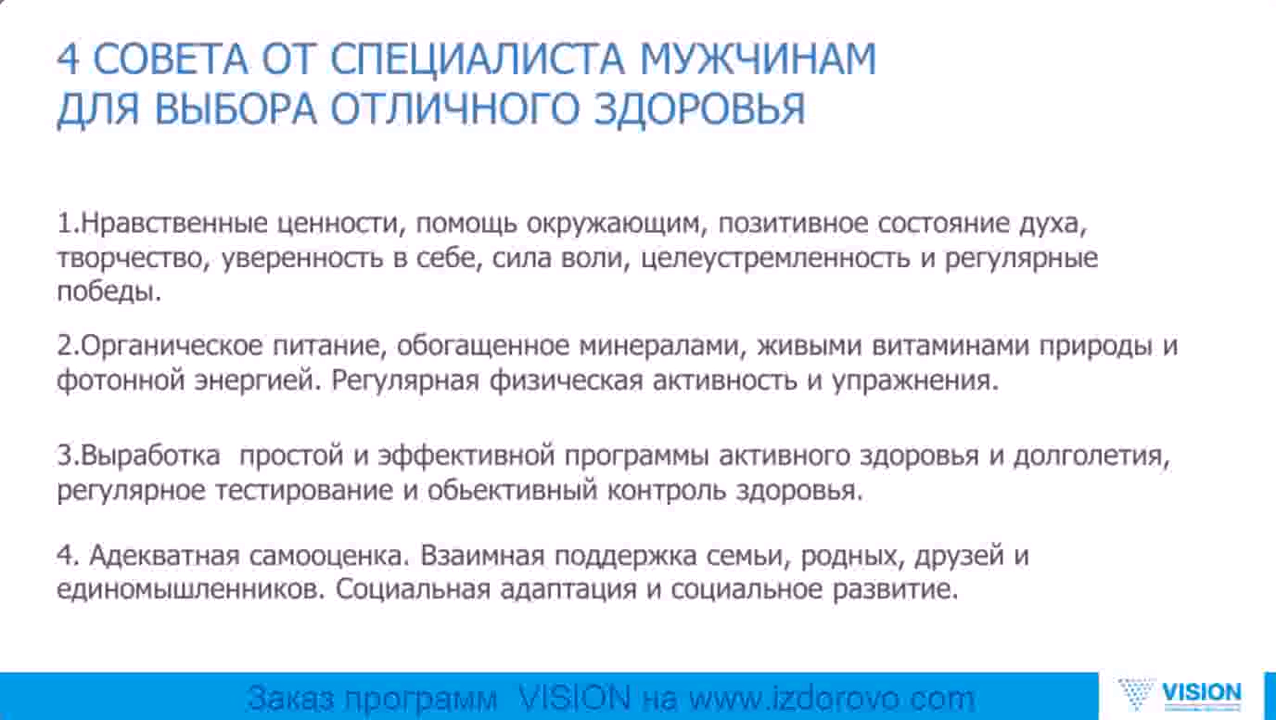 4 СОВЕТА ОТ СПЕЦИАЛИСТА МУЖЧИНАМ
ДЛЯ ВЫБОРА ОТЛИЧНОГО ЗДОРОВЬЯ
1.Нравственные ценности, помощь окружающим, позитивное состояние духа,
творчество, уверенность в себе, сила воли, целеустремленность и регулярные
победы.
2.Органическое питание, обогащенное минералами, живыми витаминами природы и
фотонной энергией. Регулярная физическая активность и упражнения.
3.Выработка простой и эффективной программы активного здоровья и долголетия,
регулярное тестирование и обьективный контроль здоровья.
4. Адекватная самооценка. Взаимная поддержка семьи, родных, друзей и
единомышленников. Социальная адаптация и социальное развитие.
Заказ программ VISION на www.izdorovo.com
VISION